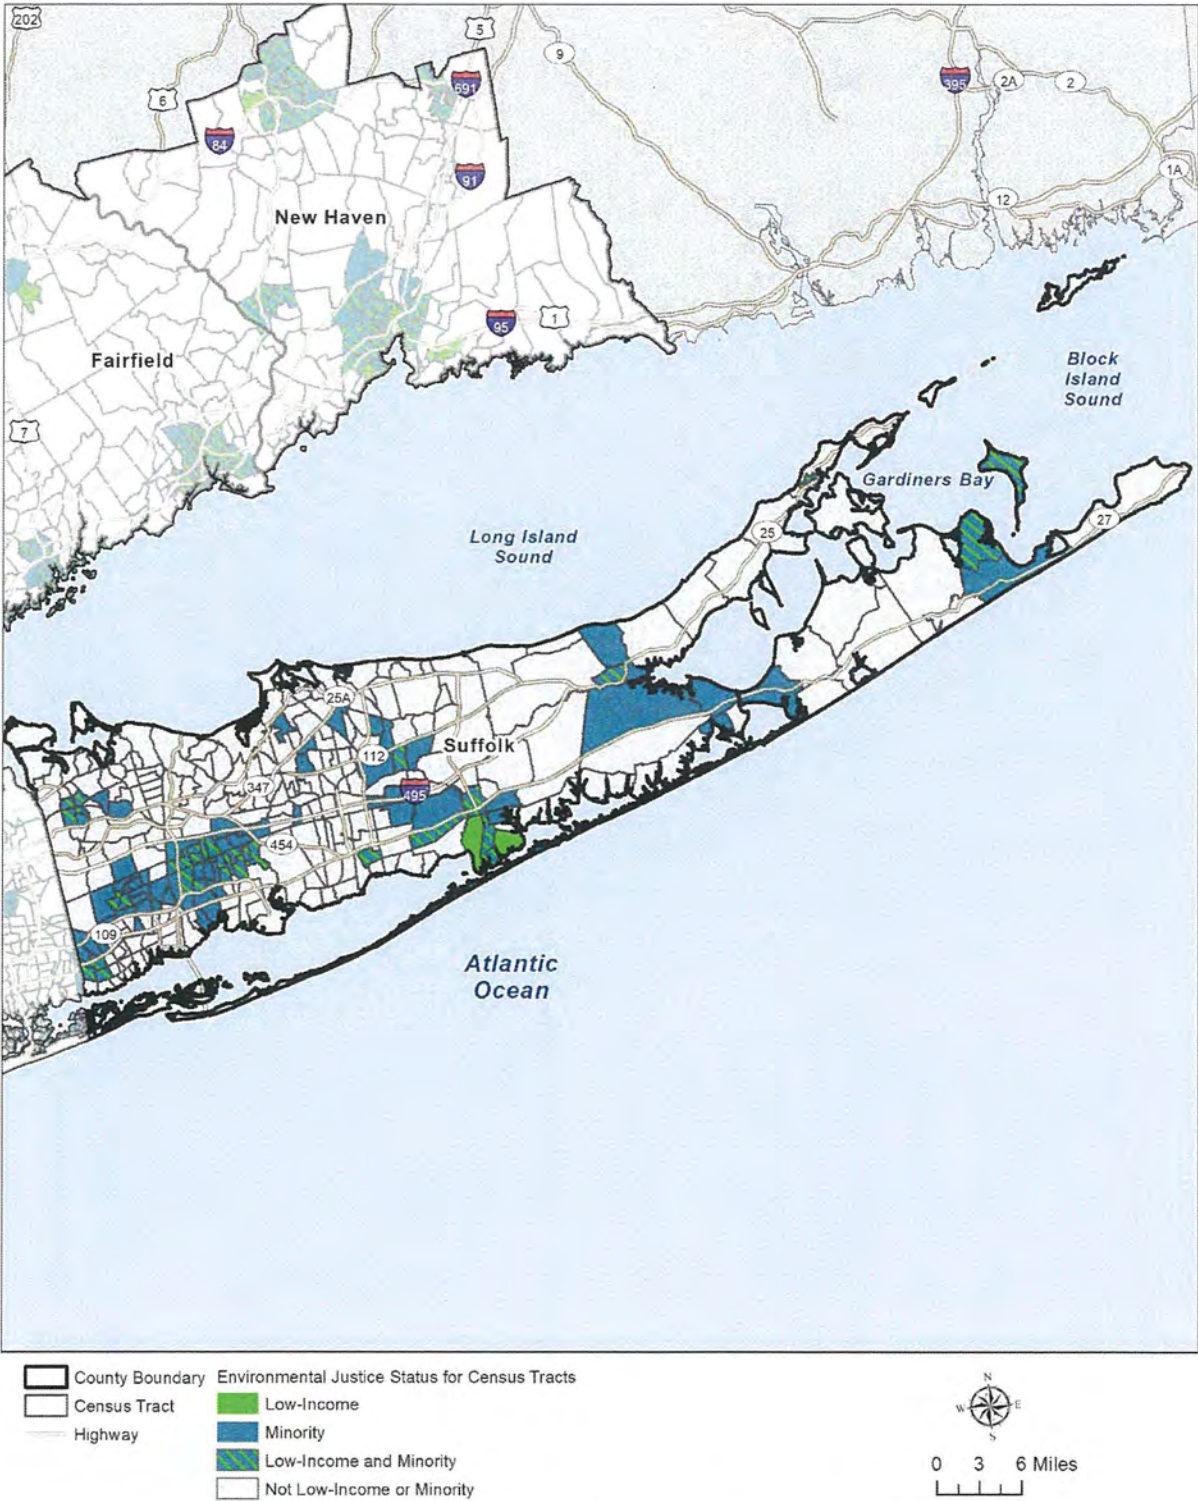 202
5
9
6
691
395
2A
2
84
91
1A
12
New Haven
95
1
Fairfield
Block
Island
Sound
7
Gardiners Bay
Long Island
Sound
25
27
25A
112
Suffolk
347
495
454
109
Atlantic
Ocean
County Boundary
Census Tract
Highway
Environmental Justice Status for Census Tracts
Low-Income
Minority
Low-Income and Minority
Not Low-Income or Minority
N
W E
S
0 3 6 Miles